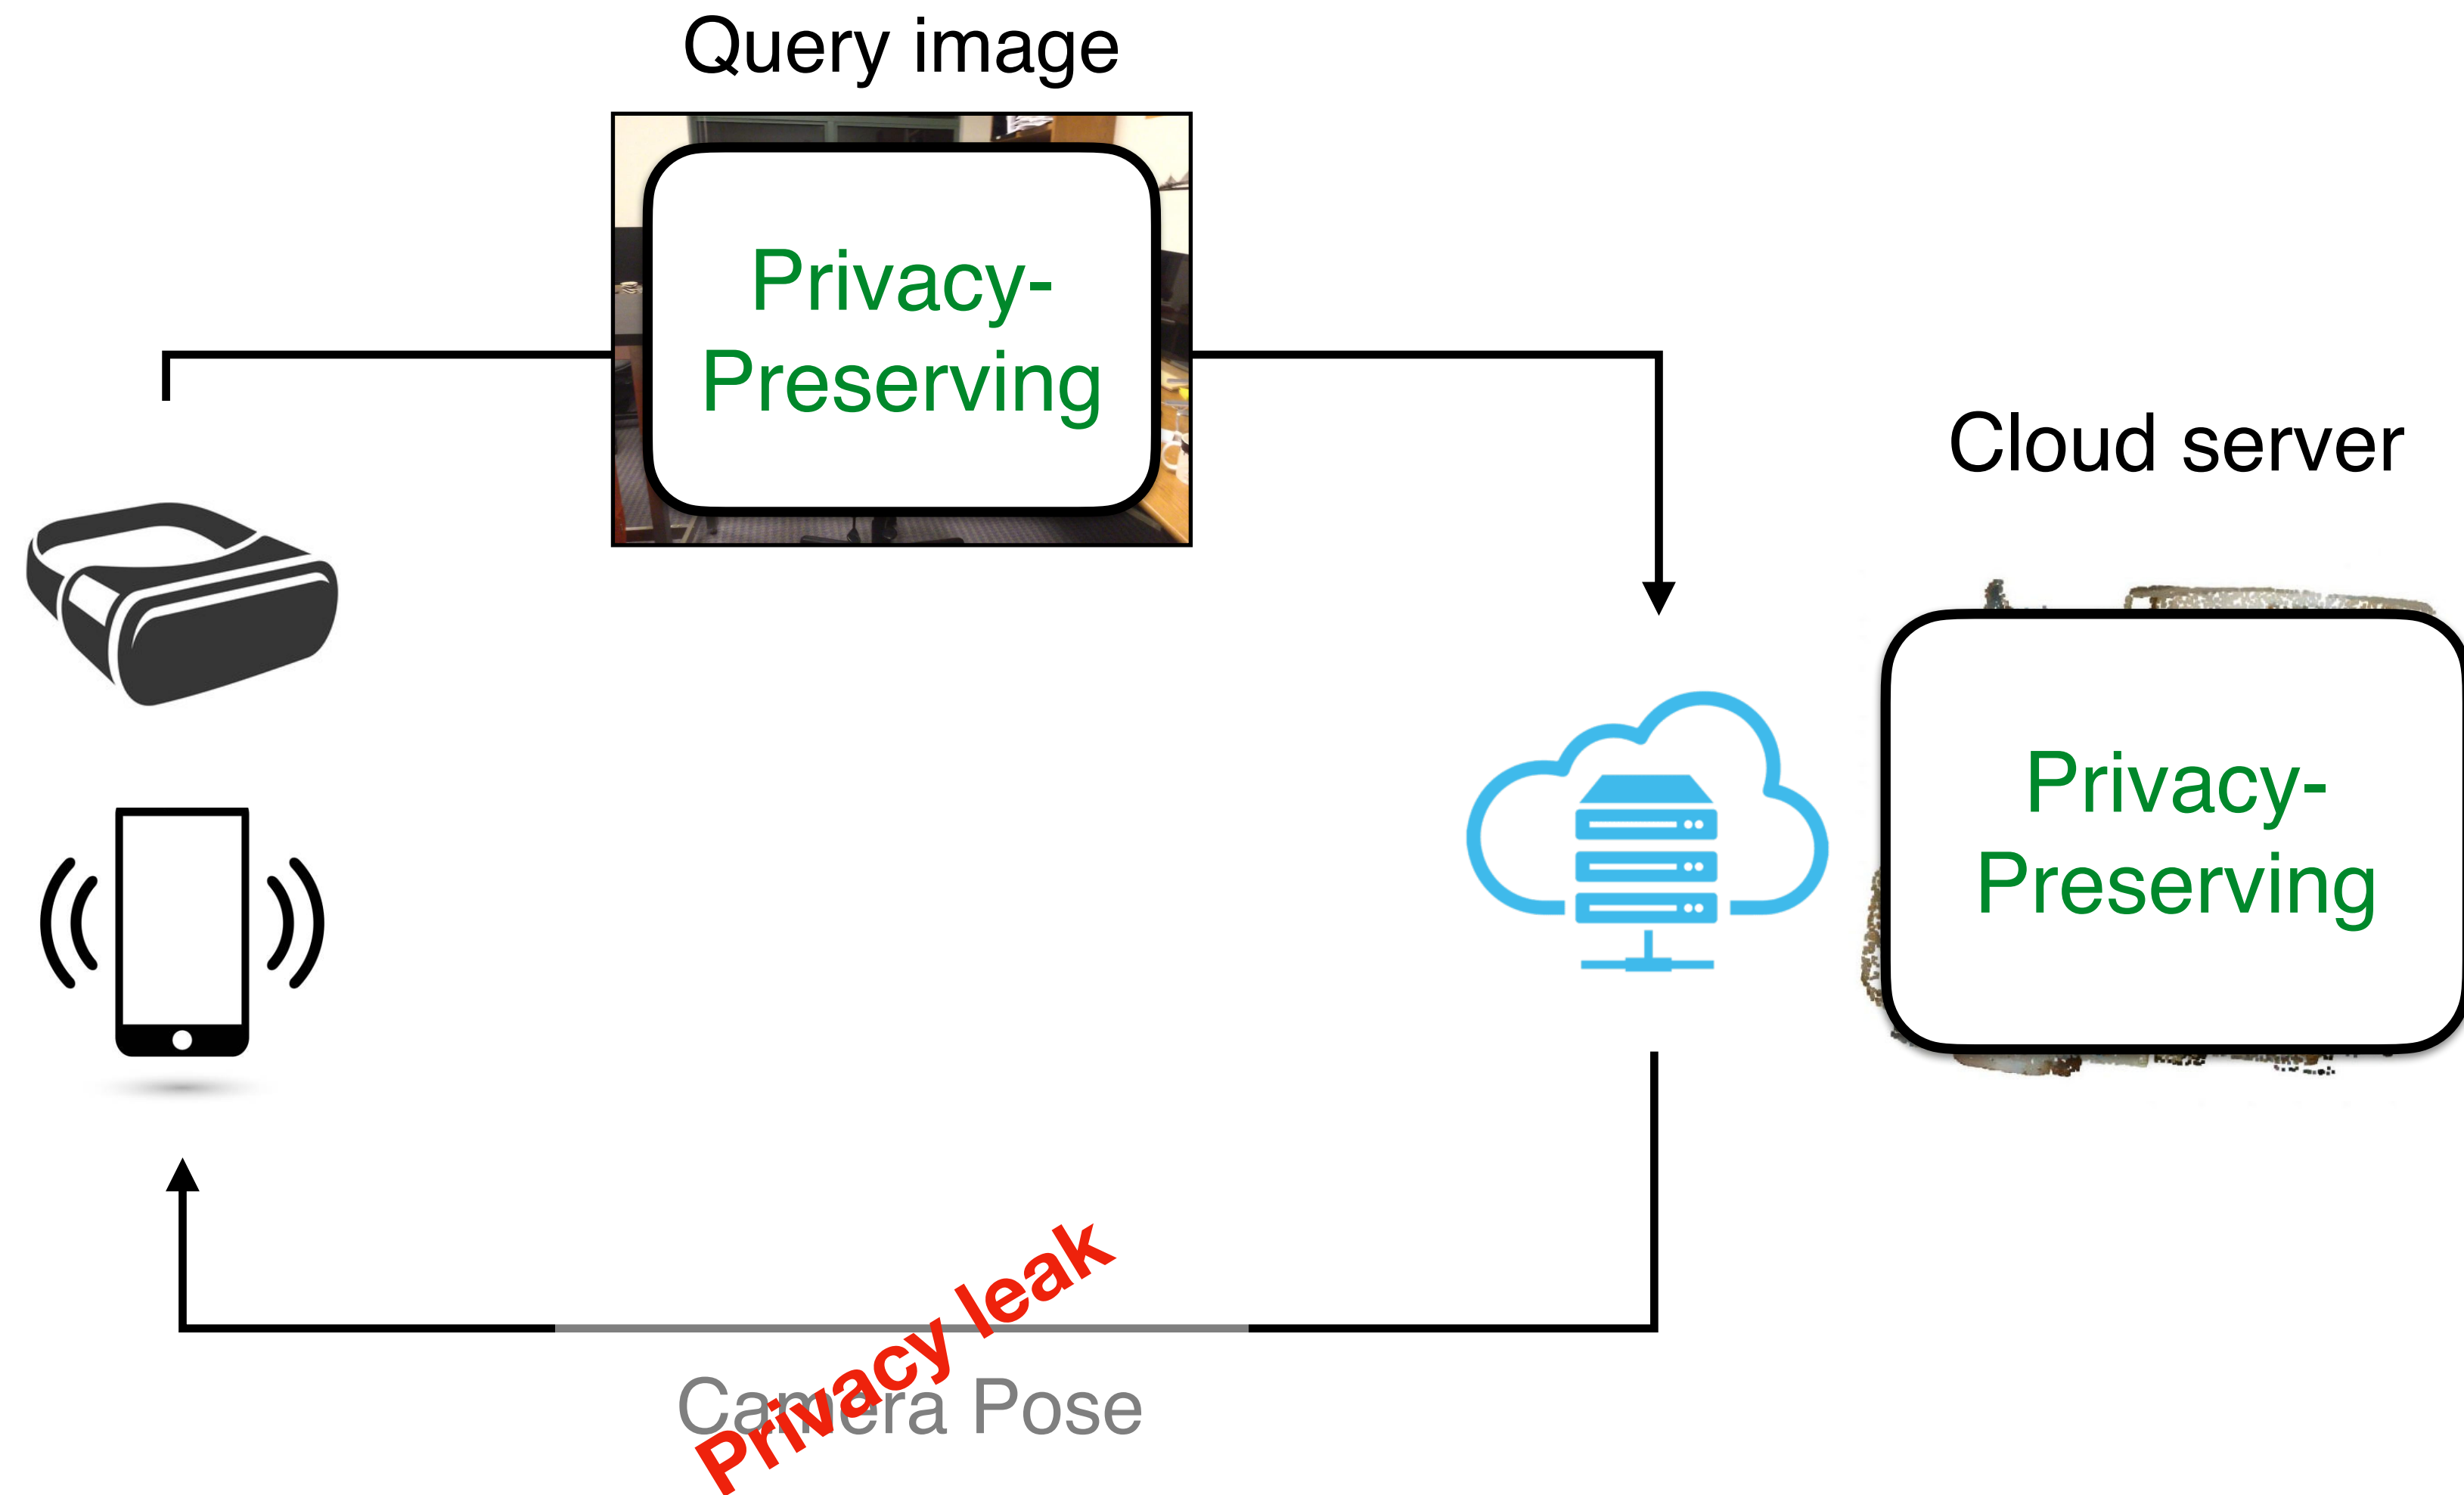 Query image
Privacy-
Preserving
Cloud server
Privacy-
Preserving
Privacy leak
Camera Pose